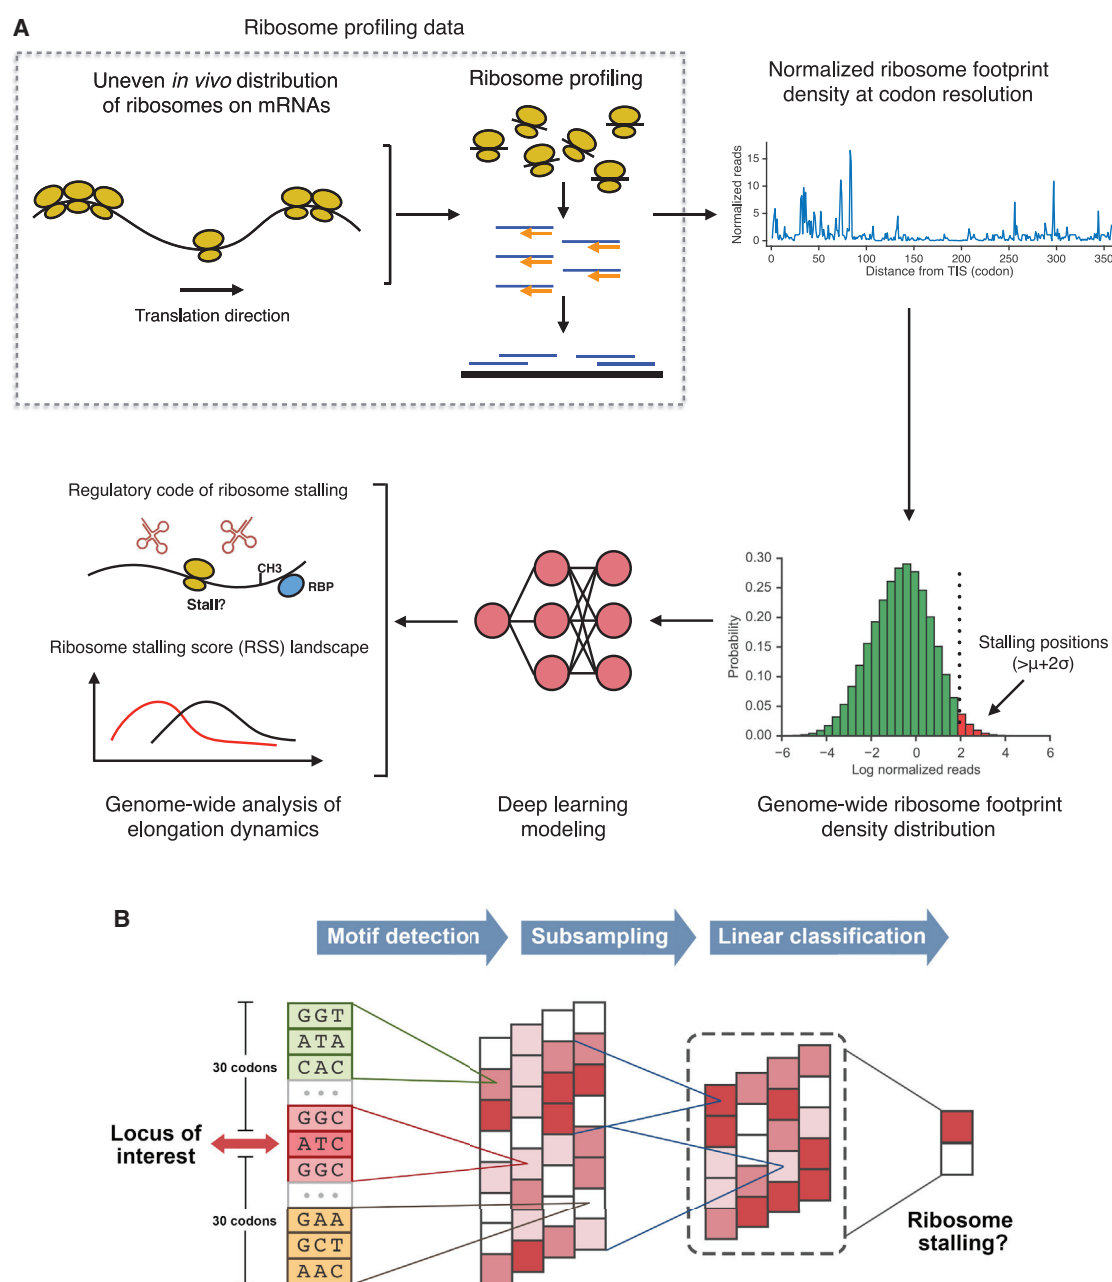 A
Ribosome profiling data
Uneven in vivo distribution
of ribosomes on mRNAs
Translation direction
Ribosome profiling
Normalized ribosome footprint
density at codon resolution
Normalized reads
15
10
5
0
0 50 100 150 200 250 300 350
Distance from TIS (codon)
Regulatory code of ribosome stalling
CH3
RBP
Stall?
Ribosome stalling score (RSS) landscape
Genome-wide analysis of
elongation dynamics
Deep learning
modeling
Probability
0.30
0.25
0.20
0.15
0.10
0.05
0.00
−6 −4 −2 0 2 4 6
Log normalized reads
Stalling positions
(>μ+2σ)
Genome-wide ribosome footprint
density distribution
B
Motif detection
Subsampling
Linear classification
30 codons
Locus of
interest
30 codons
GGT
ATA
CAC
• • •
GGC
ATC
GGC
• • •
GAA
GCT
AAC
Ribosome
stalling?